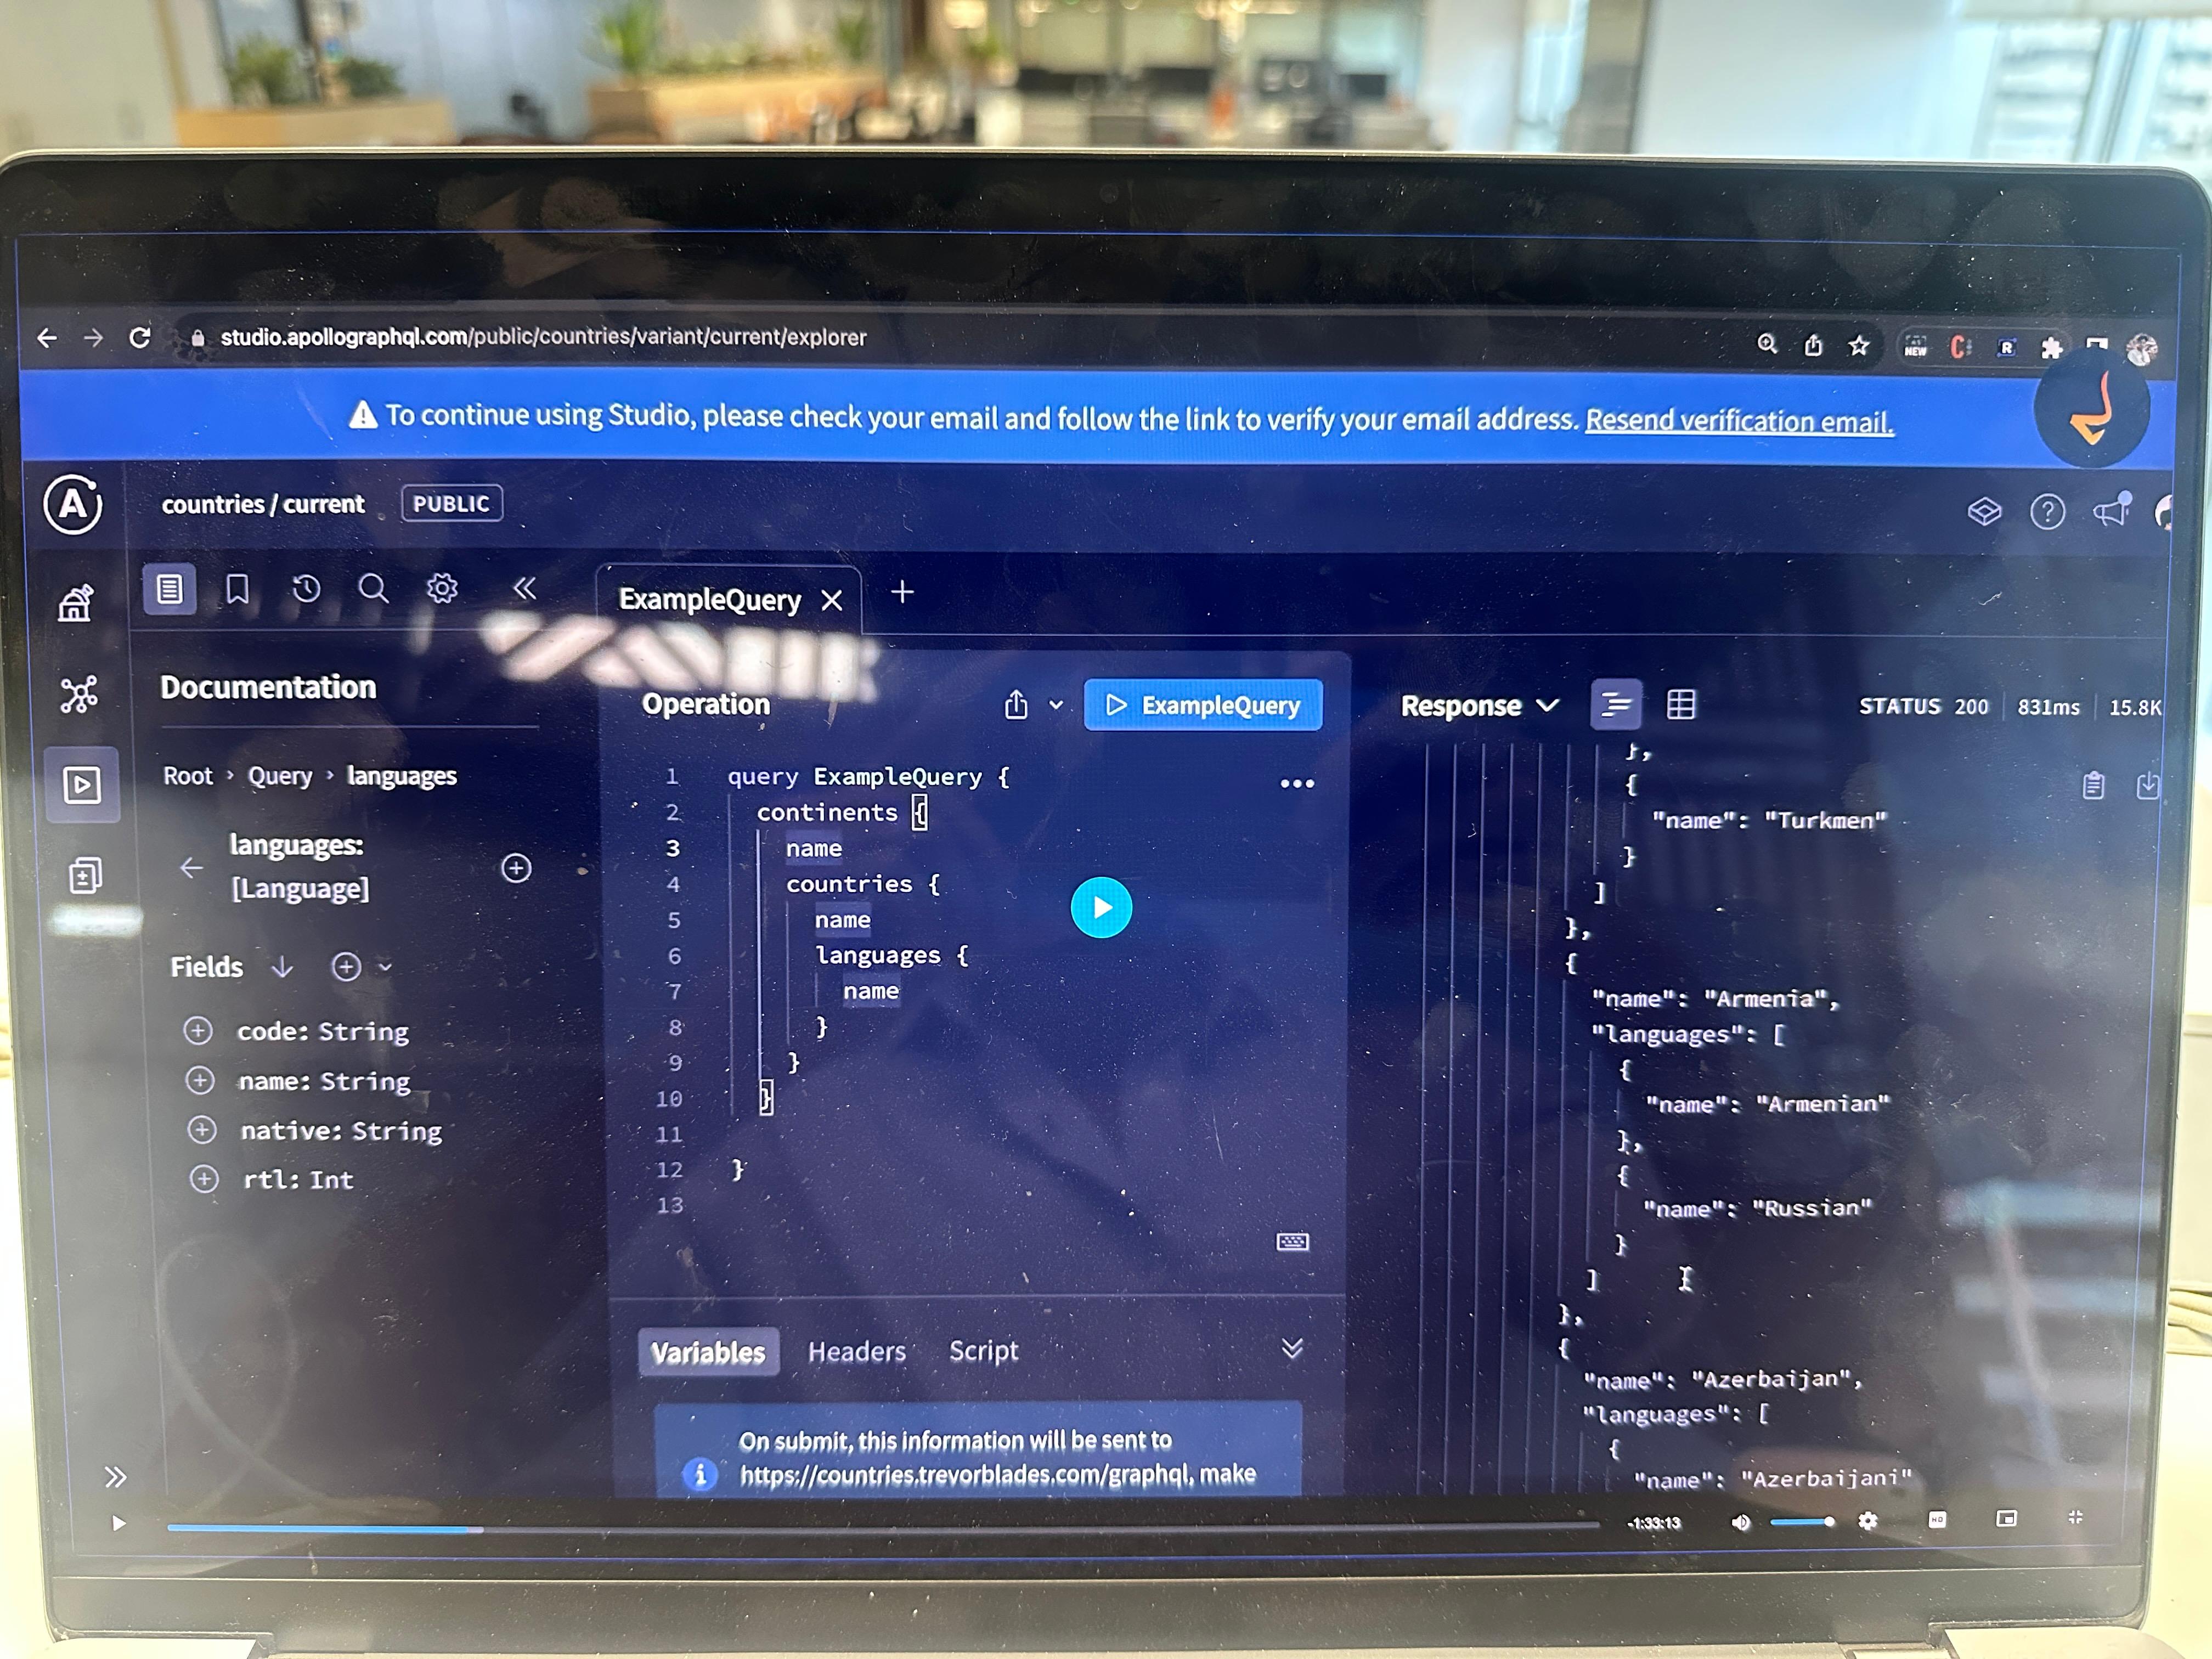 studio.apollographql.com/public/countries/variant/current/explorer
NEW
R
To continue using Studio, please check your email and follow the link to verify your email address. Resend verification email.
A
countries / current PUBLIC
?
ExampleQuery
Documentation
Root › Query › languages
languages:
[Language]
Fields
code: String
name: String
native: String
rtl: Int
Operation
ExampleQuery
1 query ExampleQuery {
2 continents {
3 name
4 countries {
5 name
6 languages {
7 name
8 }
9 }
10 }
11
12 }
13
Variables Headers Script
On submit, this information will be sent to
https://countries.trevorblades.com/graphql, make
Response
STATUS 200 831ms 15.8K
},
{
"name": "Turkmen"
}
]
},
{
"name": "Armenia",
"languages": [
{
"name": "Armenian"
},
{
"name": "Russian"
}
]
},
{
"name": "Azerbaijan",
"languages": [
{
"name": "Azerbaijani"
-1:33:13
HD